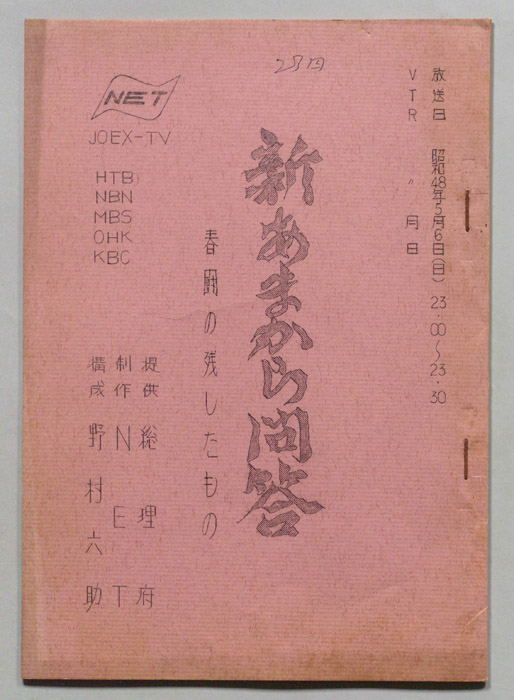 放送日 昭和48年5月6日(日) 23.00〜23.30
VTR 〃 月 日
新あまから問答
春闘の残したもの
NET
JOEX-TV
HTB
NBN
MBS
OHK
KBC
提供 総理府
制作 NET
構成 野村六助